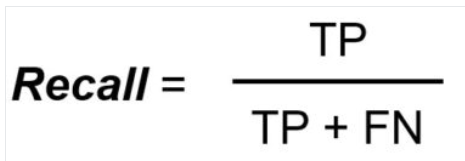 TP
Recall =
TP + FN